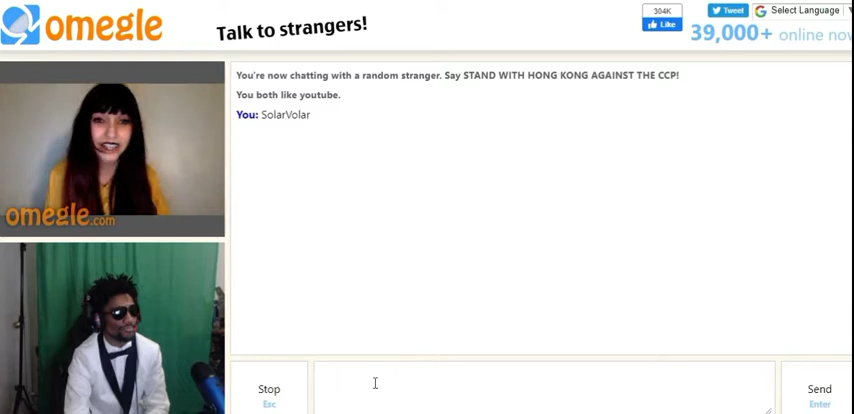 omegle
Talk to strangers!
304K
Like
Tweet
G Select Language
39,000+ online now
You're now chatting with a random stranger. Say STAND WITH HONG KONG AGAINST THE CCP!
You both like youtube.
You: SolarVolar
omegle.com
Stop
Esc
Send
Enter